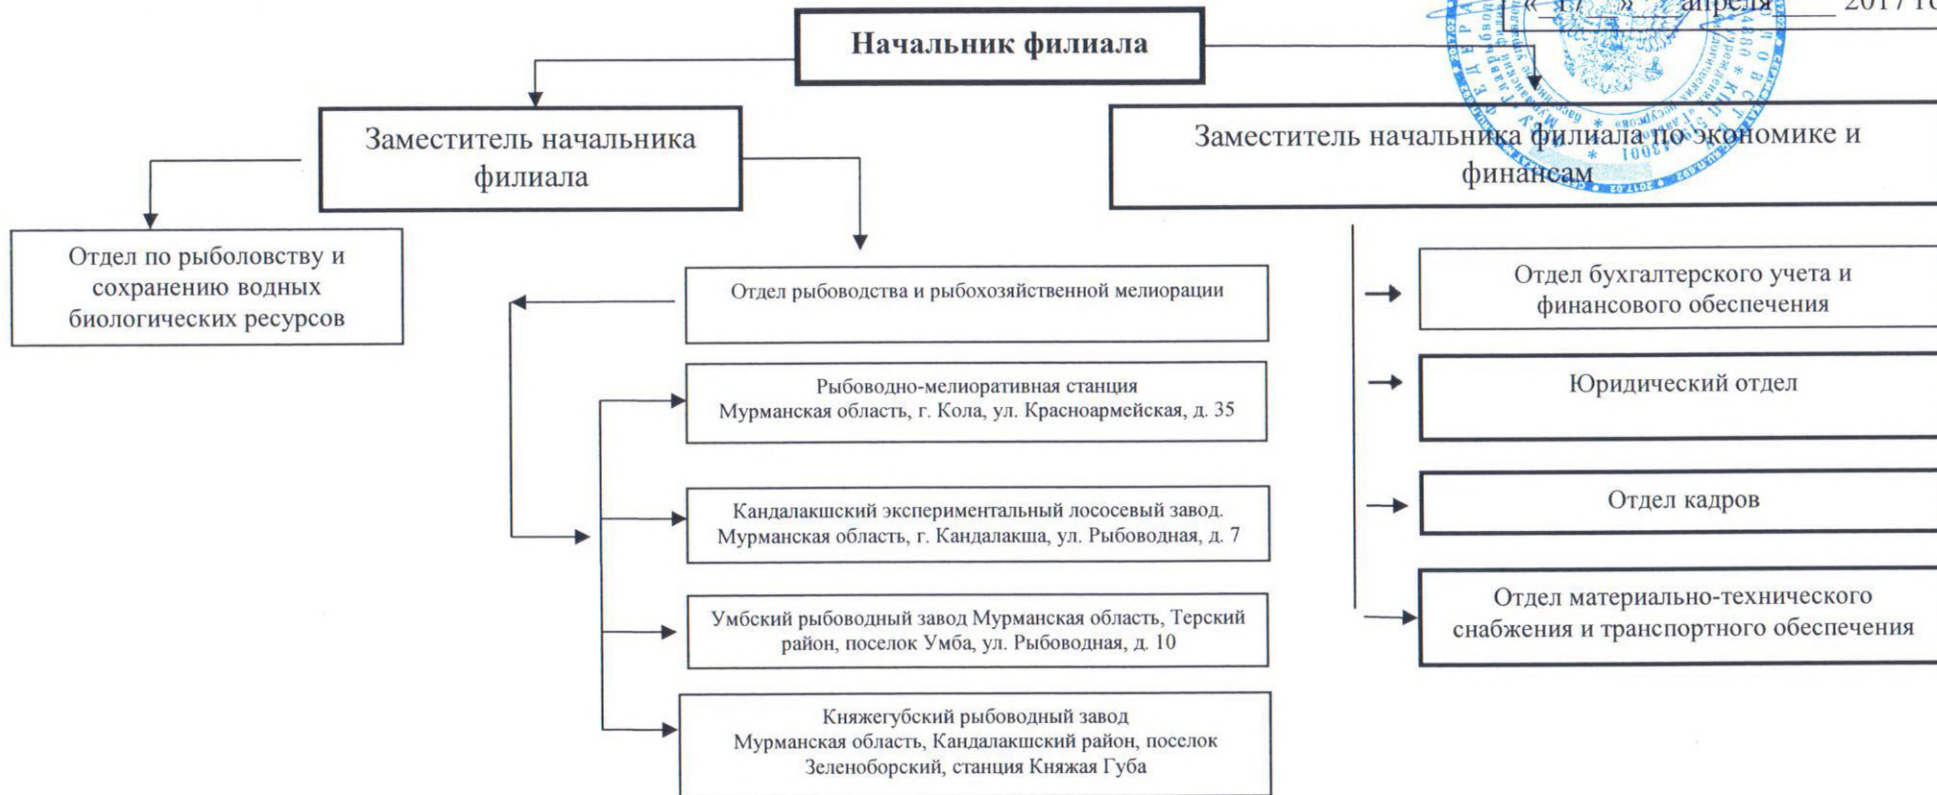 « 17 » апреля 2017 го
Начальник филиала
Заместитель начальника
филиала
Заместитель начальника филиала по экономике и
финансам
Отдел по рыболовству и
сохранению водных
биологических ресурсов
Отдел рыбоводства и рыбохозяйственной мелиорации
Рыбоводно-мелиоративная станция
Мурманская область, г. Кола, ул. Красноармейская, д. 35
Кандалакшский экспериментальный лососевый завод.
Мурманская область, г. Кандалакша, ул. Рыбоводная, д. 7
Умбский рыбоводный завод Мурманская область, Терский
район, поселок Умба, ул. Рыбоводная, д. 10
Княжегубский рыбоводный завод
Мурманская область, Кандалакшский район, поселок
Зеленоборский, станция Княжая Губа
Отдел бухгалтерского учета и
финансового обеспечения
Юридический отдел
Отдел кадров
Отдел материально-технического
снабжения и транспортного обеспечения